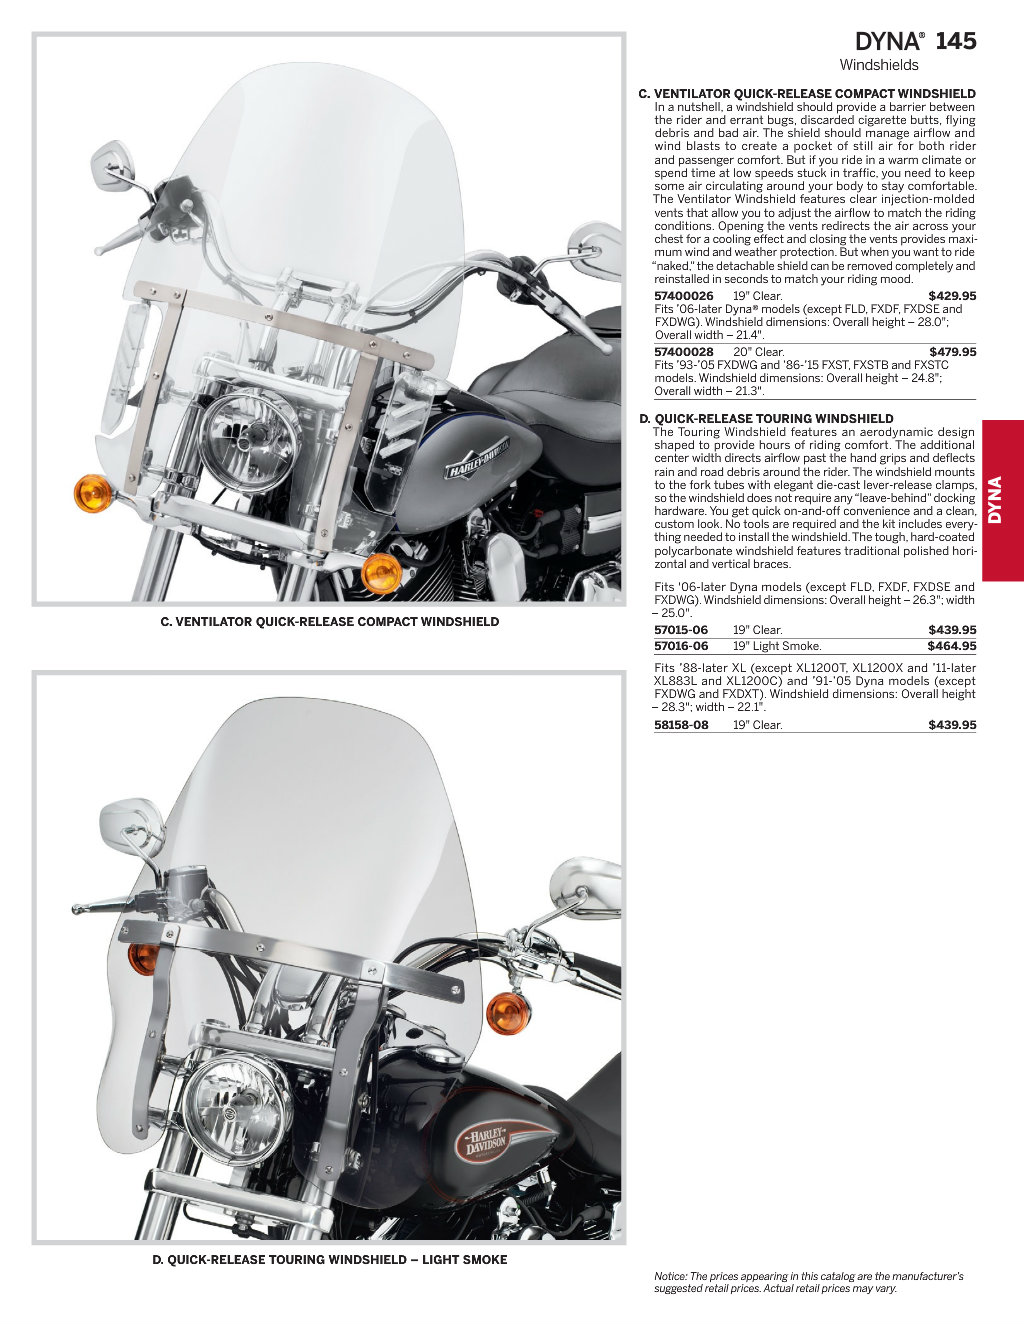 DYNA® 145
Windshields
C. VENTILATOR QUICK-RELEASE COMPACT WINDSHIELD
In a nutshell, a windshield should provide a barrier between
the rider and errant bugs, discarded cigarette butts, flying
debris and bad air. The shield should manage airflow and
wind blasts to create a pocket of still air for both rider
and passenger comfort. But if you ride in a warm climate or
spend time at low speeds stuck in traffic, you need to keep
some air circulating around your body to stay comfortable.
The Ventilator Windshield features clear injection-molded
vents that allow you to adjust the airflow to match the riding
conditions. Opening the vents redirects the air across your
chest for a cooling effect and closing the vents provides maxi-
mum wind and weather protection. But when you want to ride
“naked,” the detachable shield can be removed completely and
reinstalled in seconds to match your riding mood.
57400026 19" Clear. $429.95
Fits '06-later Dyna® models (except FLD, FXDF, FXDSE and
FXDWG). Windshield dimensions: Overall height – 28.0";
Overall width – 21.4".
57400028 20" Clear. $479.95
Fits '93-'05 FXDWG and '86-'15 FXST, FXSTB and FXSTC
models. Windshield dimensions: Overall height – 24.8";
Overall width – 21.3".
D. QUICK-RELEASE TOURING WINDSHIELD
The Touring Windshield features an aerodynamic design
shaped to provide hours of riding comfort. The additional
center width directs airflow past the hand grips and deflects
rain and road debris around the rider. The windshield mounts
to the fork tubes with elegant die-cast lever-release clamps,
so the windshield does not require any “leave-behind” docking
hardware. You get quick on-and-off convenience and a clean,
custom look. No tools are required and the kit includes every-
thing needed to install the windshield. The tough, hard-coated
polycarbonate windshield features traditional polished hori-
zontal and vertical braces.
Fits '06-later Dyna models (except FLD, FXDF, FXDSE and
FXDWG). Windshield dimensions: Overall height – 26.3"; width
– 25.0".
57015-06 19" Clear. $439.95
57016-06 19" Light Smoke. $464.95
Fits '88-later XL (except XL1200T, XL1200X and '11-later
XL883L and XL1200C) and '91-'05 Dyna models (except
FXDWG and FXDXT). Windshield dimensions: Overall height
– 28.3"; width – 22.1".
58158-08 19" Clear. $439.95
DYNA
HARLEY-DAVIDSON
C. VENTILATOR QUICK-RELEASE COMPACT WINDSHIELD
HARLEY-
DAVIDSON
D. QUICK-RELEASE TOURING WINDSHIELD – LIGHT SMOKE
Notice: The prices appearing in this catalog are the manufacturer's
suggested retail prices. Actual retail prices may vary.